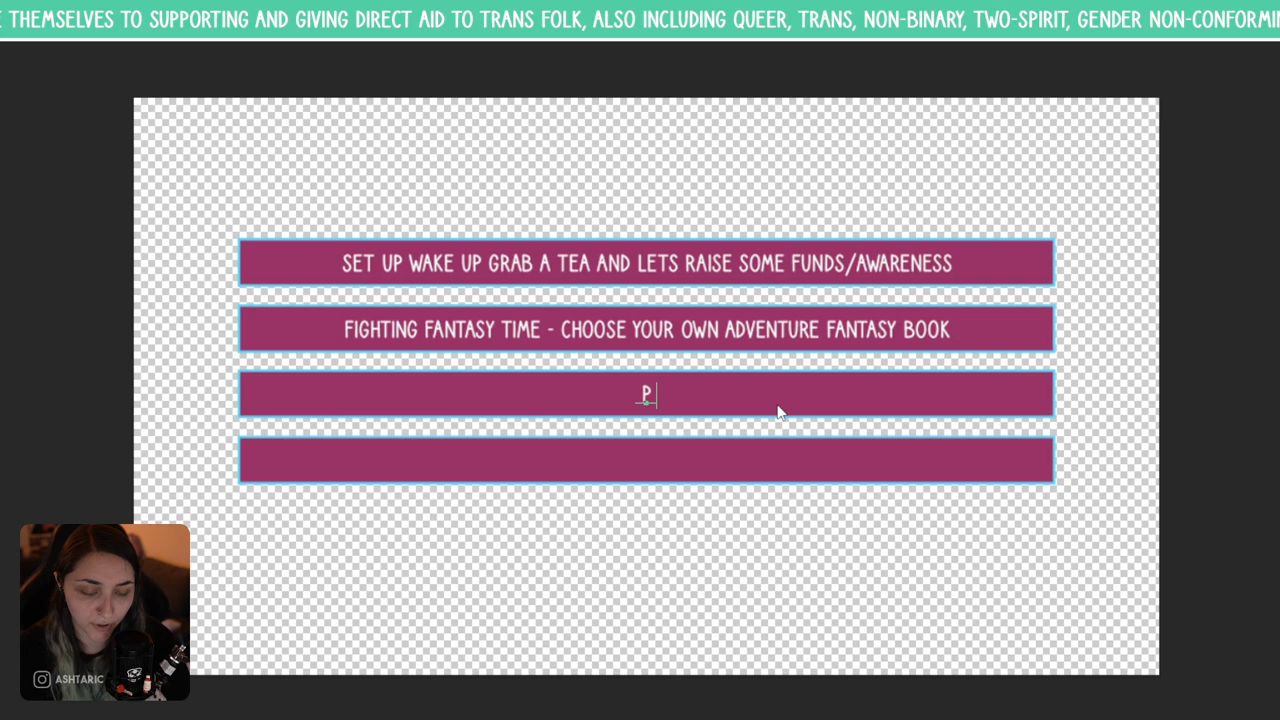 THEMSELVES TO SUPPORTING AND GIVING DIRECT AID TO TRANS FOLK, ALSO INCLUDING QUEER, TRANS, NON-BINARY, TWO-SPIRIT, GENDER
SET UP WAKE UP GRAB A TEA AND LETS RAISE SOME FUNDS/AWARENESS
FIGHTING FANTASY TIME - CHOOSE YOUR OWN ADVENTURE FANTASY BOOK
P
ASHTARIC